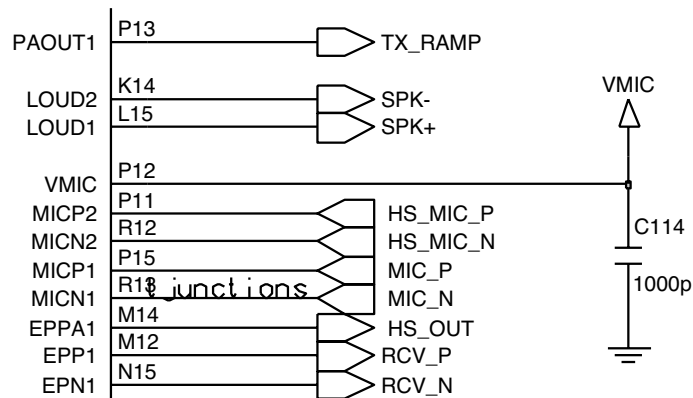 PAOUT1 P13 TX_RAMP
LOUD2 K14 SPK-
LOUD1 L15 SPK+
VMIC
VMIC P12
MICP2 P11 HS_MIC_P
MICN2 R12 HS_MIC_N
C114
MICP1 P15 MIC_P
1000p
MICN1 R13 junctions MIC_N
EPPA1 M14 HS_OUT
EPP1 M12 RCV_P
EPN1 N15 RCV_N